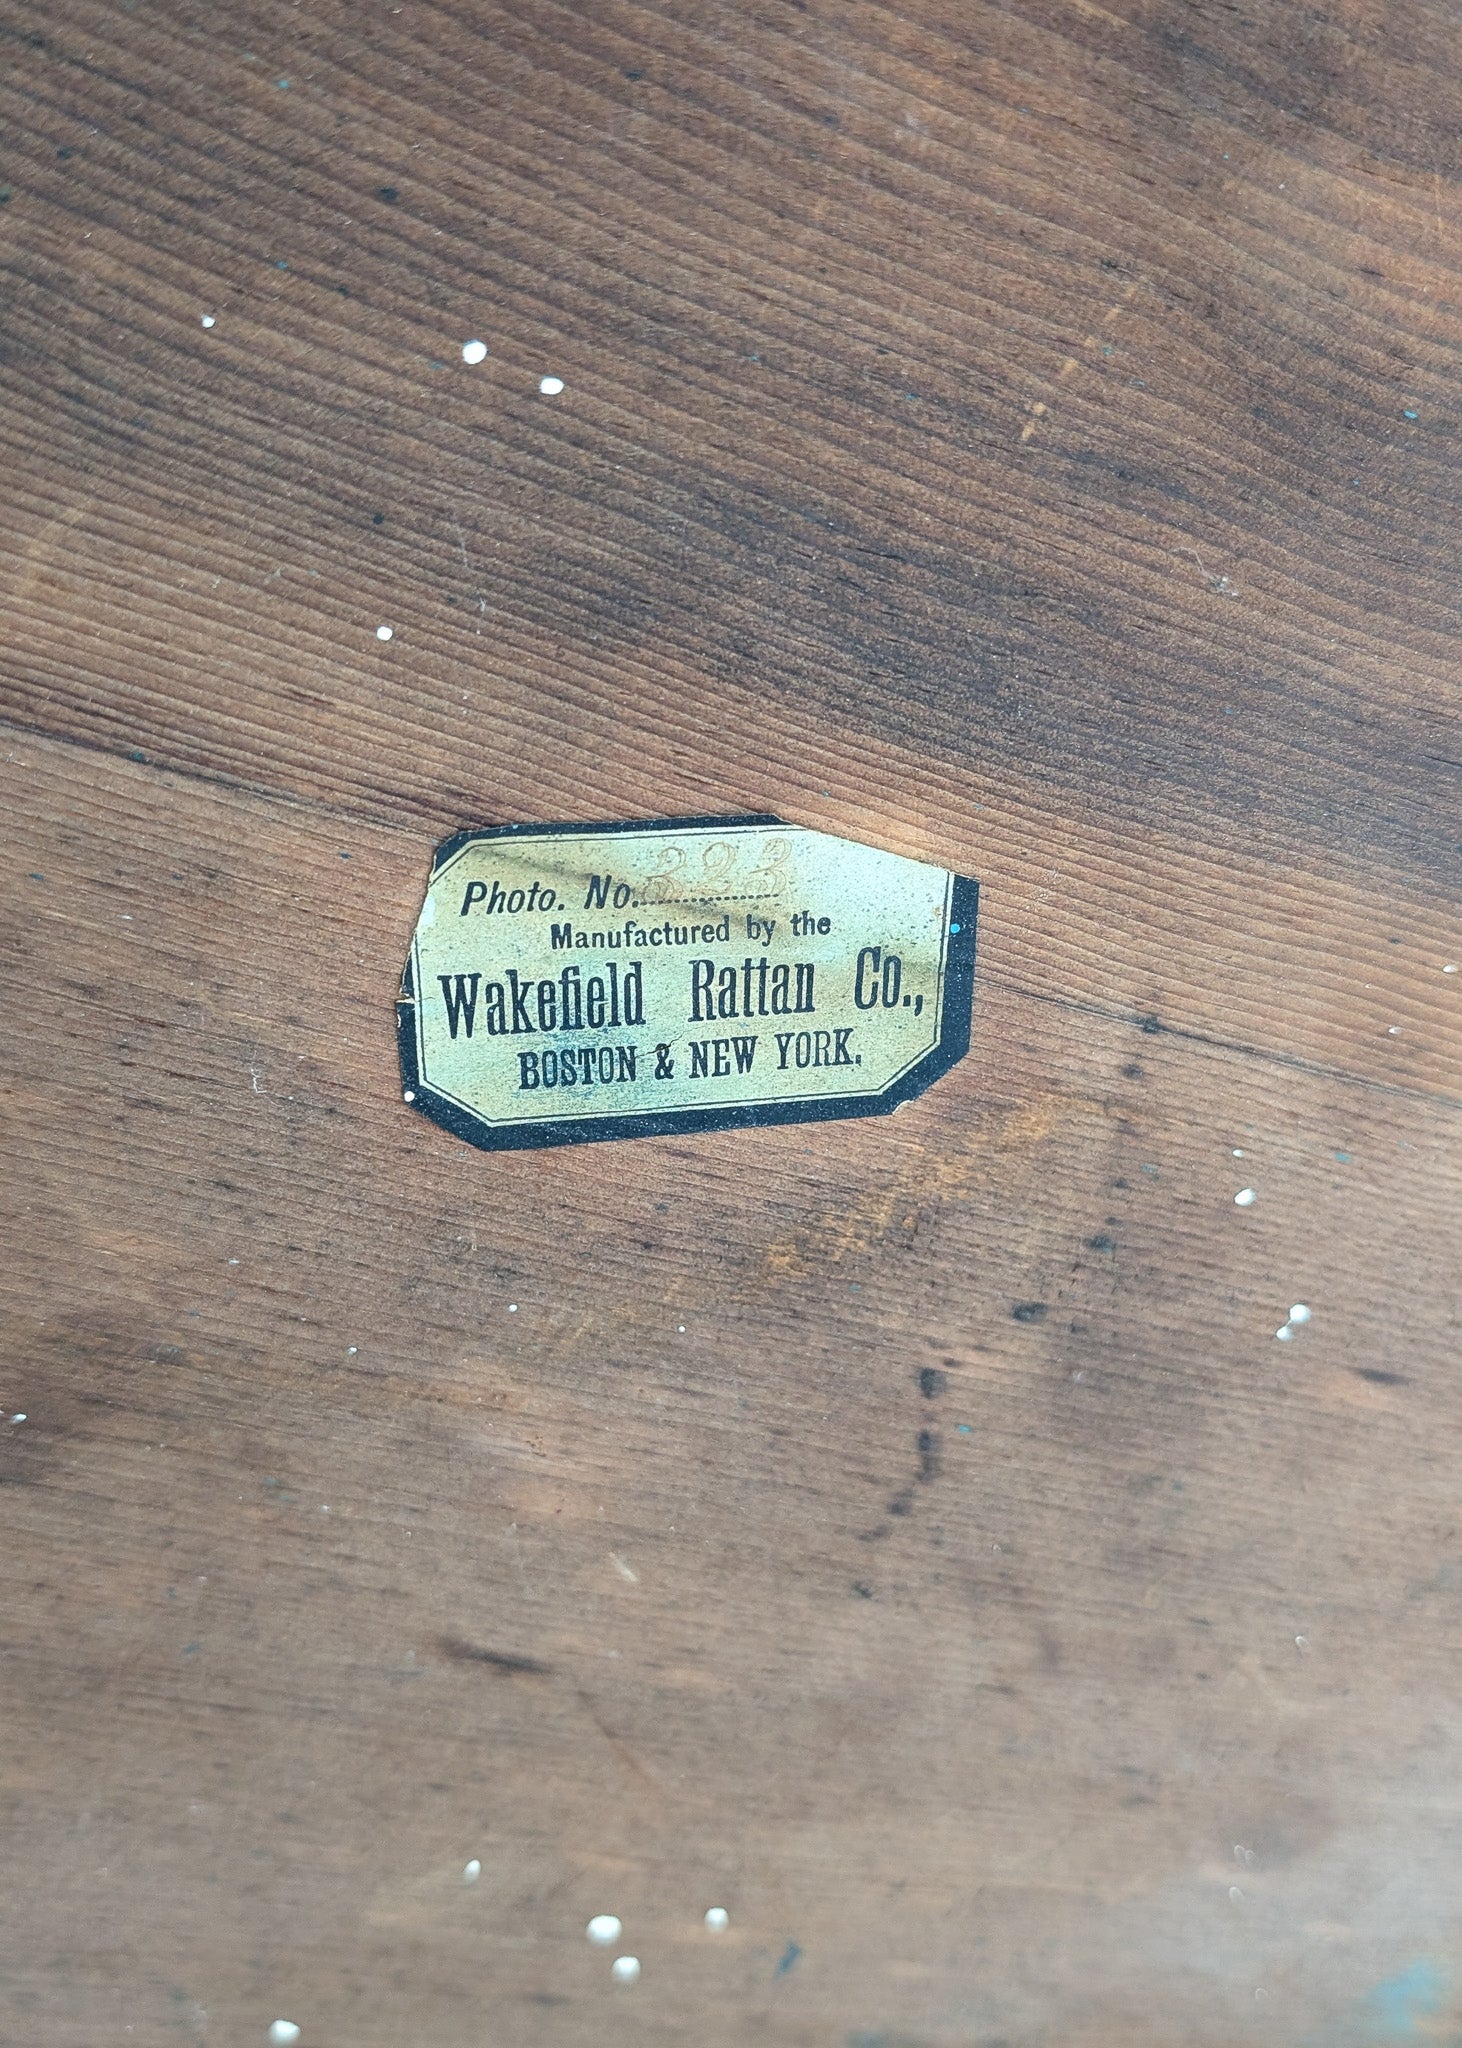 Photo. No. 323
Manufactured by the
Wakefield Rattan Co.,
BOSTON & NEW YORK.